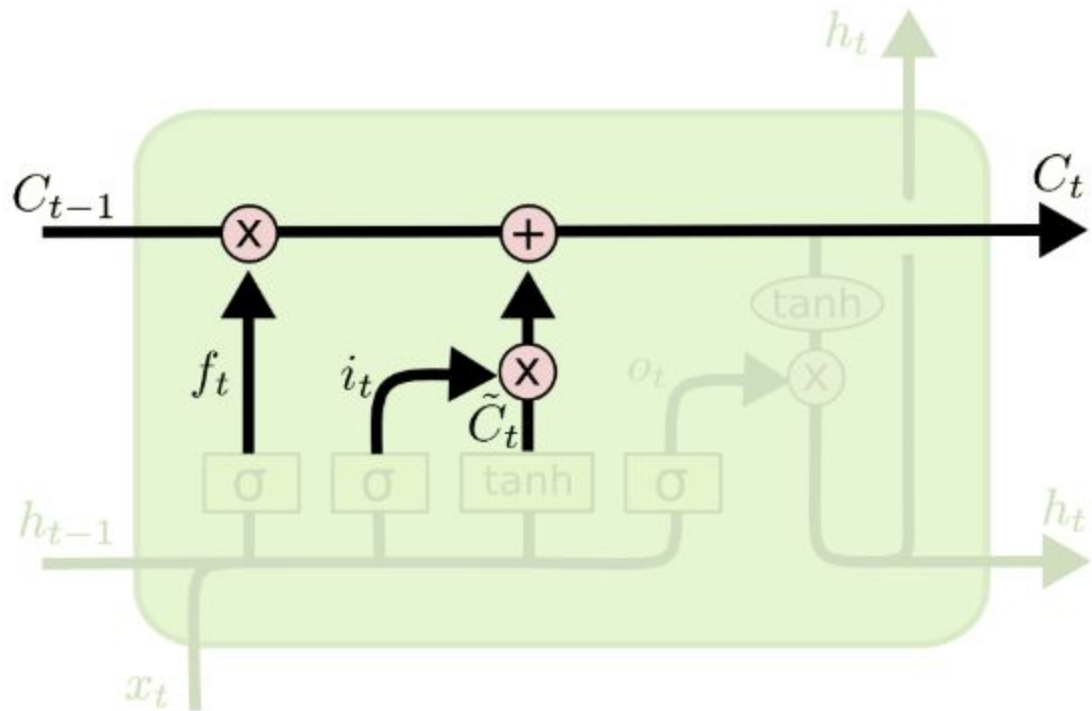 h_t
C_{t-1} x + C_t
tanh
f_t i_t x o_t x
C̃_t
σ σ tanh σ
h_{t-1} h_t
x_t